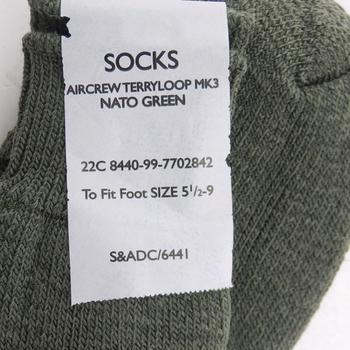 SOCKS
AIRCREW TERRYLOOP MK3
NATO GREEN
22C 8440-99-7702842
To Fit Foot SIZE 5½-9
S&ADC/6441